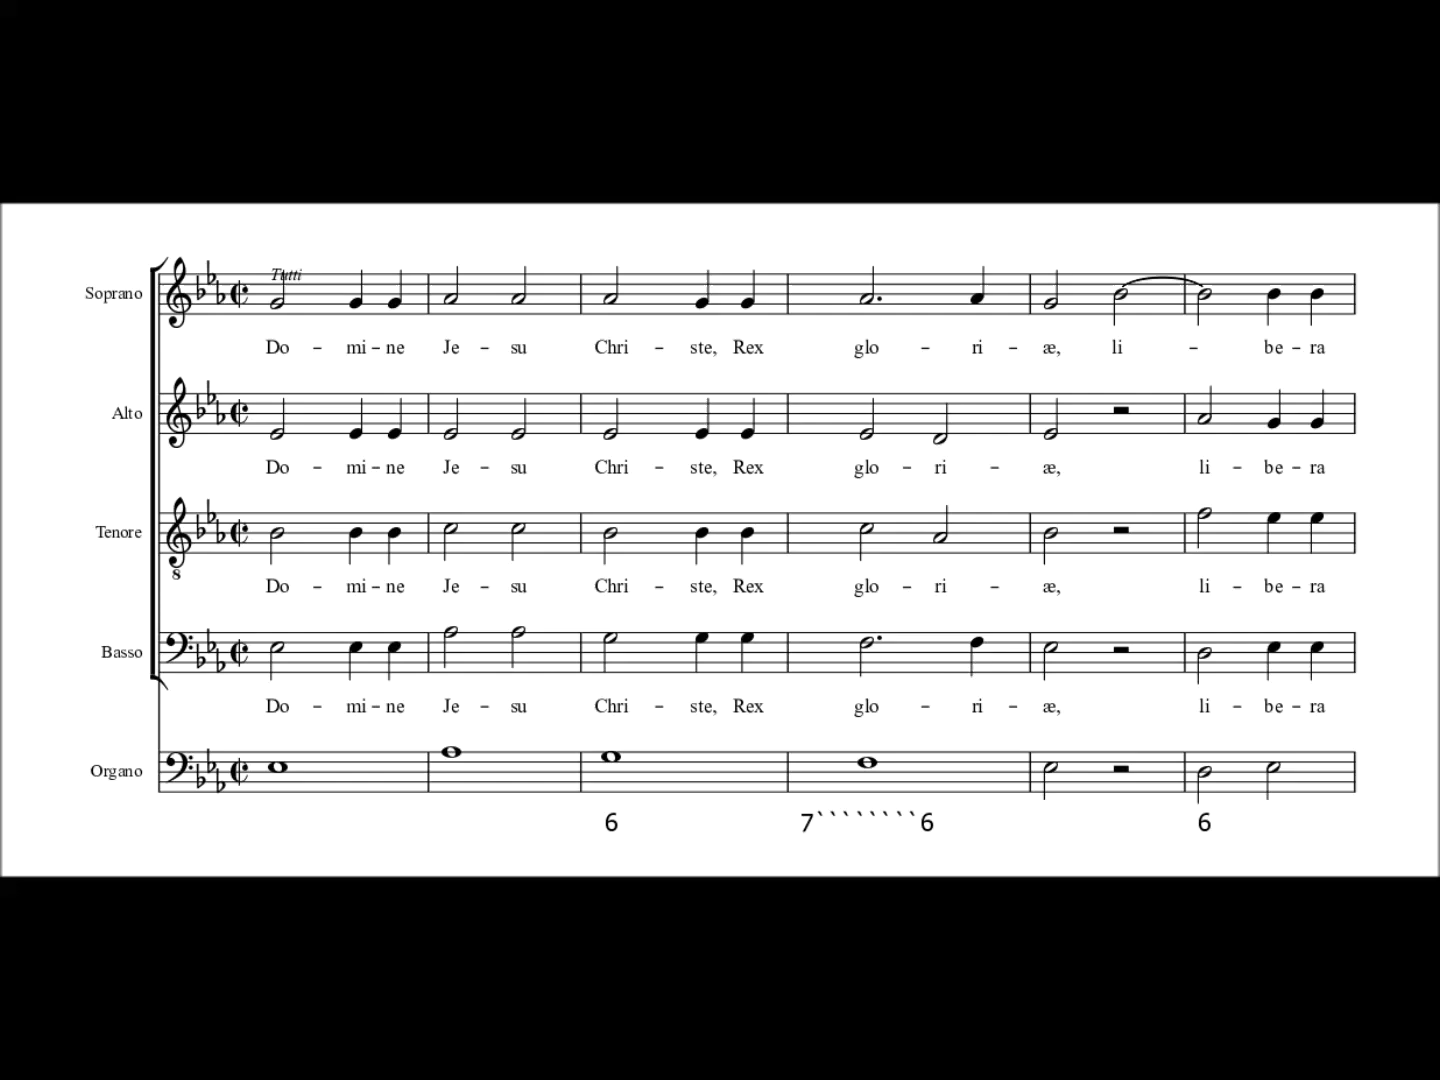 Tutti
Soprano
Do – mi – ne Je – su Chri – ste, Rex glo – ri – æ, li – be – ra
Alto
Do – mi – ne Je – su Chri – ste, Rex glo – ri – æ, li – be – ra
Tenore
8
Do – mi – ne Je – su Chri – ste, Rex glo – ri – æ, li – be – ra
Basso
Do – mi – ne Je – su Chri – ste, Rex glo – ri – æ, li – be – ra
Organo
6 7````````6 6